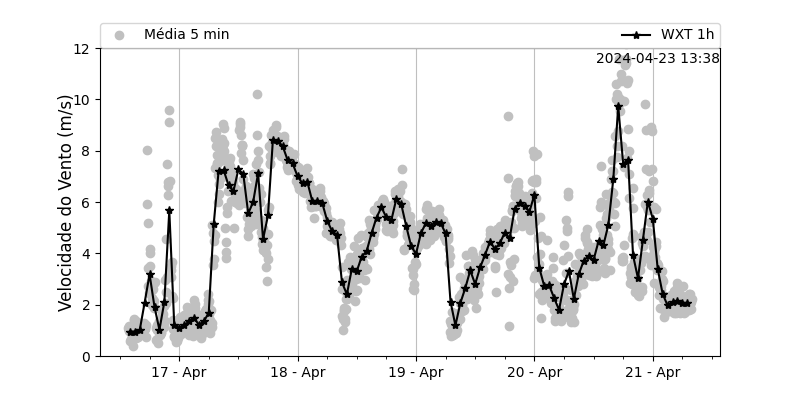 Média 5 min
WXT 1h
2024-04-23 13:38
Velocidade do Vento (m/s)
12
10
8
6
4
2
0
17 - Apr
18 - Apr
19 - Apr
20 - Apr
21 - Apr